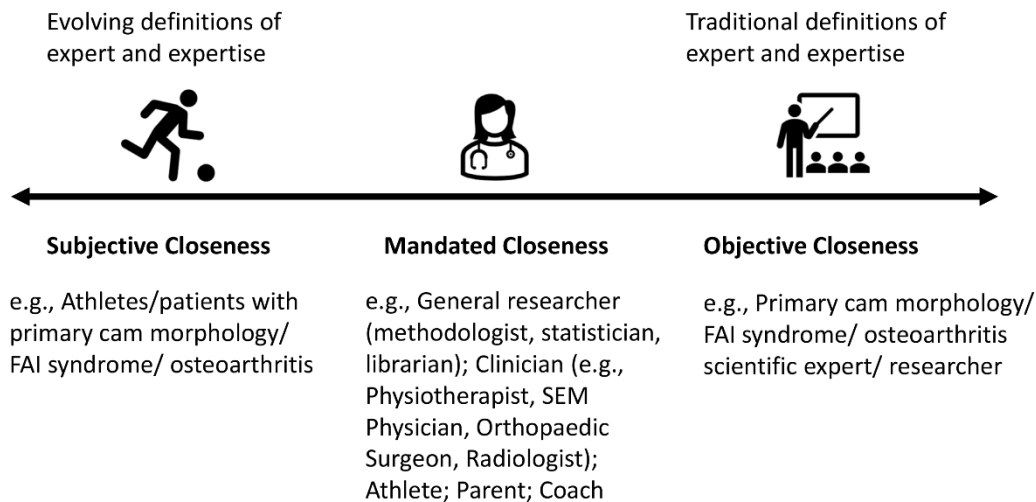 Evolving definitions of
expert and expertise
Traditional definitions of
expert and expertise
Subjective Closeness
e.g., Athletes/patients with
primary cam morphology/
FAI syndrome/ osteoarthritis
Mandated Closeness
e.g., General researcher
(methodologist, statistician,
librarian); Clinician (e.g.,
Physiotherapist, SEM
Physician, Orthopaedic
Surgeon, Radiologist);
Athlete; Parent; Coach
Objective Closeness
e.g., Primary cam morphology/
FAI syndrome/ osteoarthritis
scientific expert/ researcher